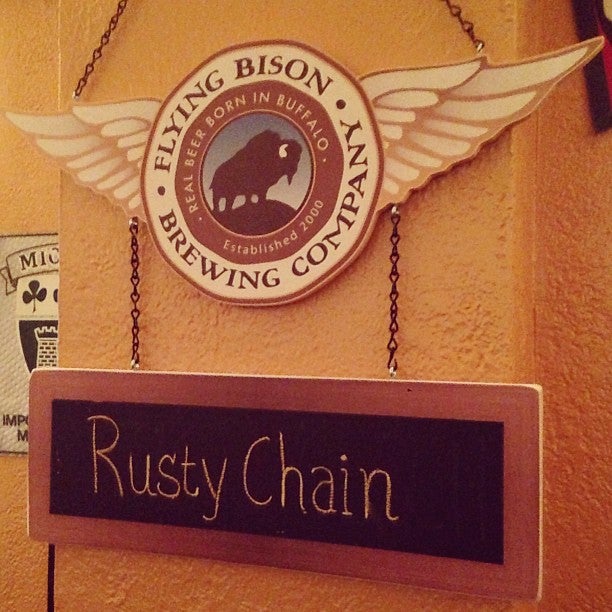 • FLYING BISON •
BREWING COMPANY
• REAL BEER BORN IN BUFFALO •
Established 2000
Rusty Chain